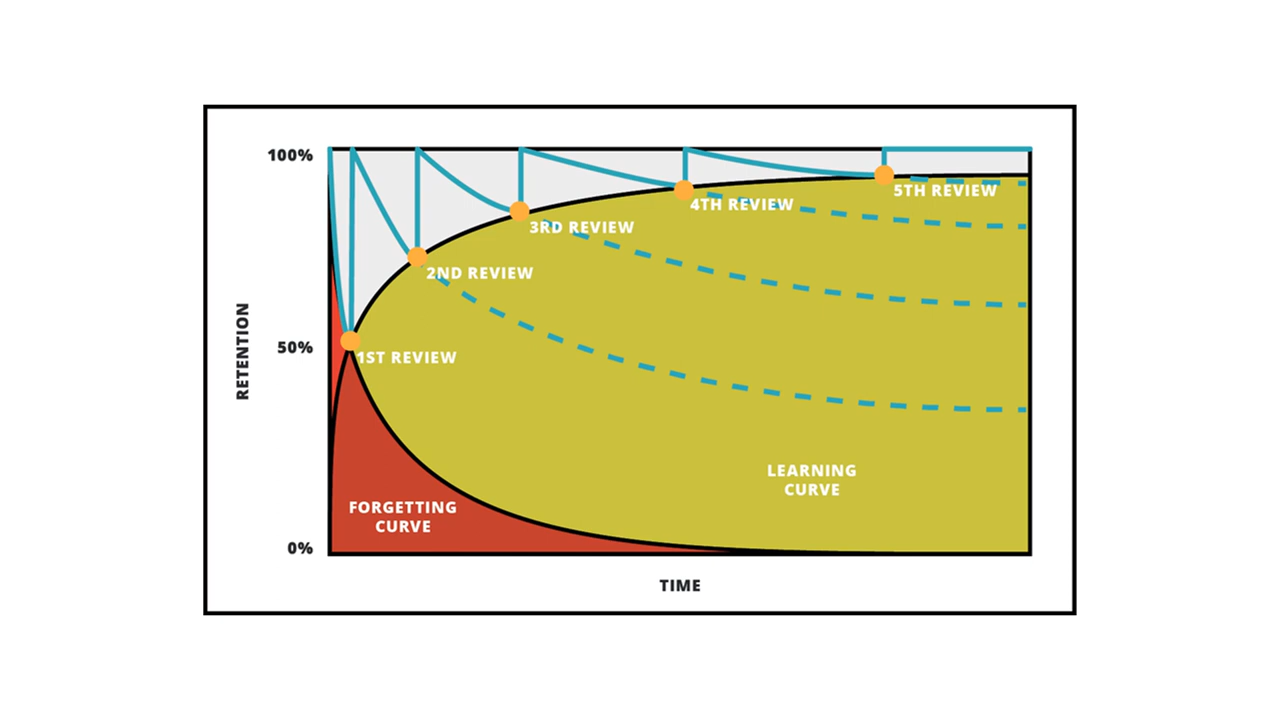 100%
5TH REVIEW
4TH REVIEW
3RD REVIEW
2ND REVIEW
RETENTION
50%
1ST REVIEW
LEARNING
CURVE
FORGETTING
CURVE
0%
TIME